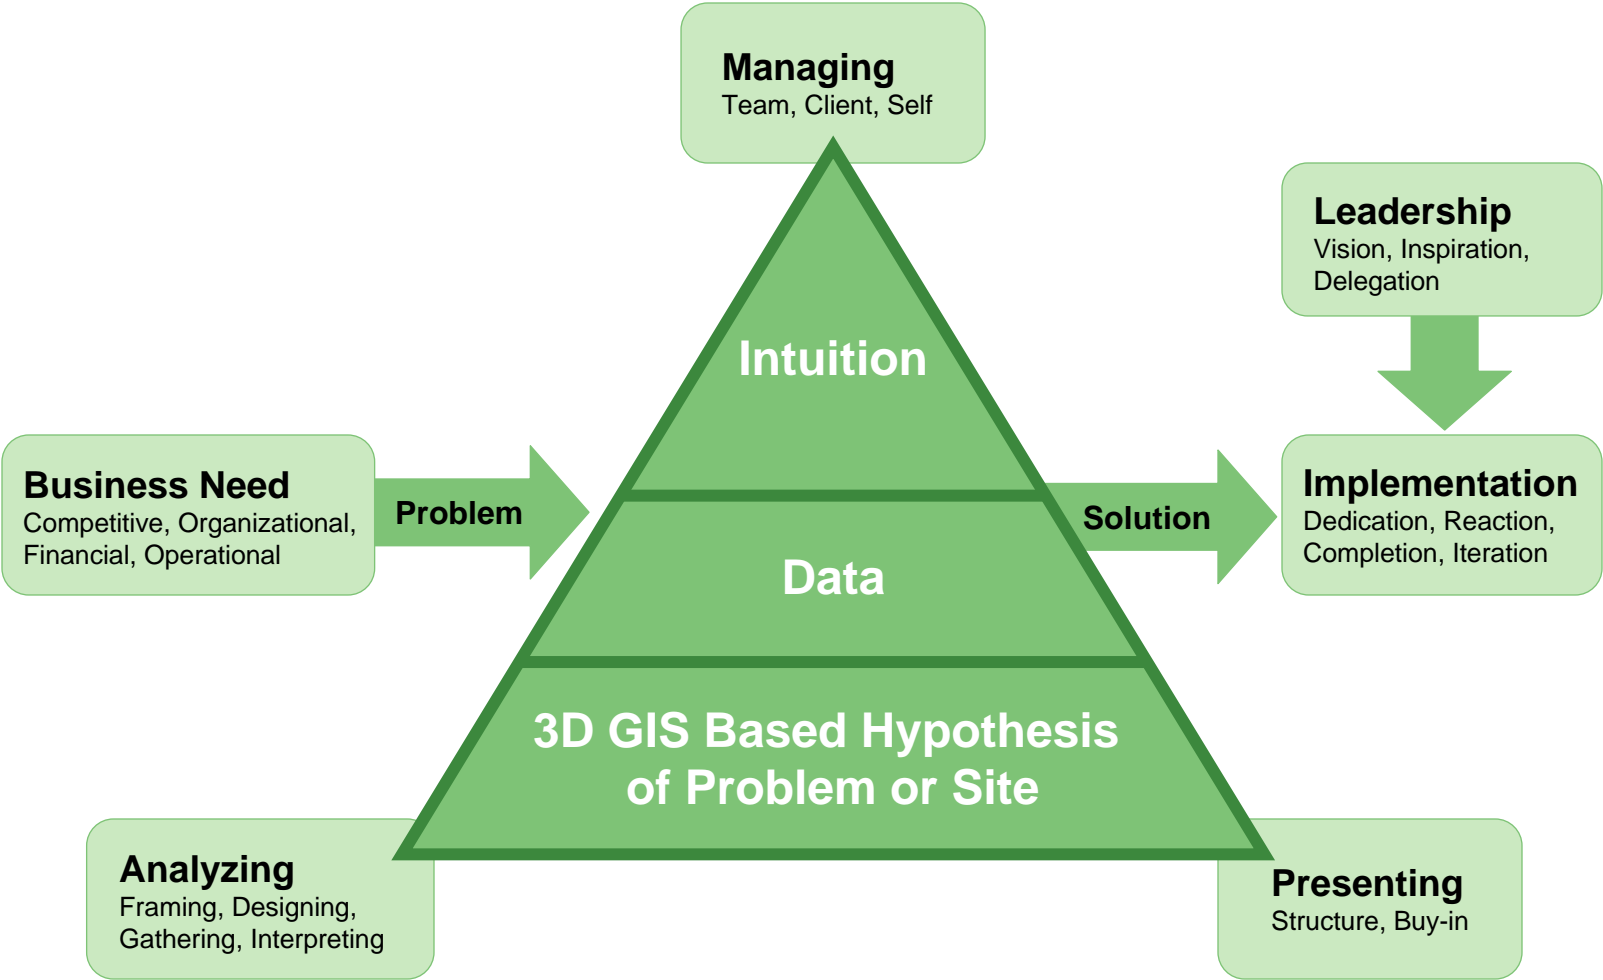 Managing
Team, Client, Self
Leadership
Vision, Inspiration,
Delegation
Intuition
Business Need
Competitive, Organizational,
Financial, Operational
Problem
Solution
Implementation
Dedication, Reaction,
Completion, Iteration
Data
3D GIS Based Hypothesis
of Problem or Site
Analyzing
Framing, Designing,
Gathering, Interpreting
Presenting
Structure, Buy-in